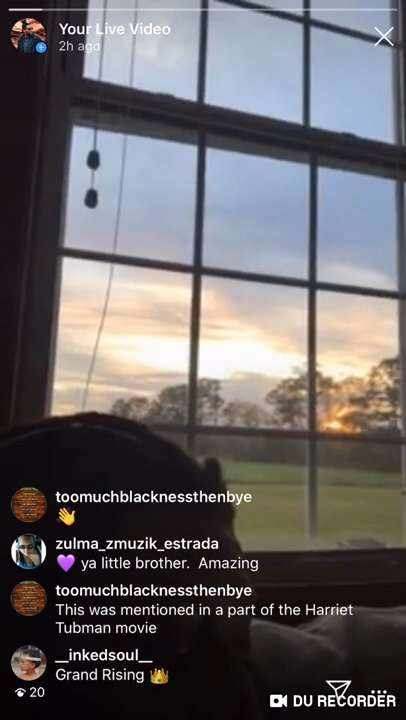 Your Live Video
2h ago
toomuchblacknessthenbye
👋
zulma_zmuzik_estrada
💜 ya little brother. Amazing
toomuchblacknessthenbye
This was mentioned in a part of the Harriet
Tubman movie
__inkedsoul__
Grand Rising 👑
20
DU RECORDER